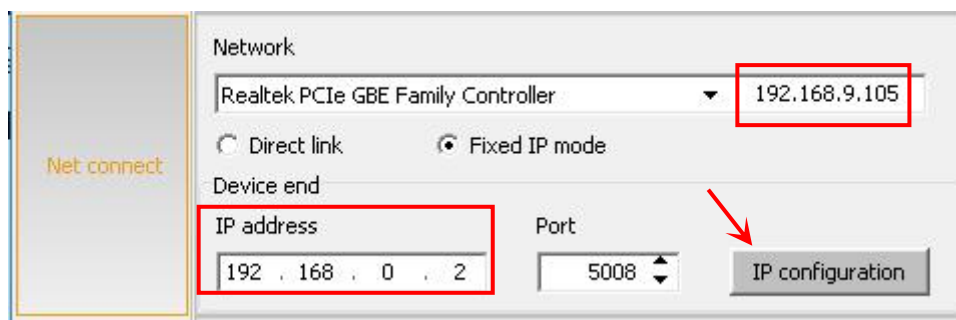 Network
Realtek PCIe GBE Family Controller 192.168.9.105
Direct link Fixed IP mode
Net connect
Device end
IP address Port
192 . 168 . 0 . 2 5008 IP configuration